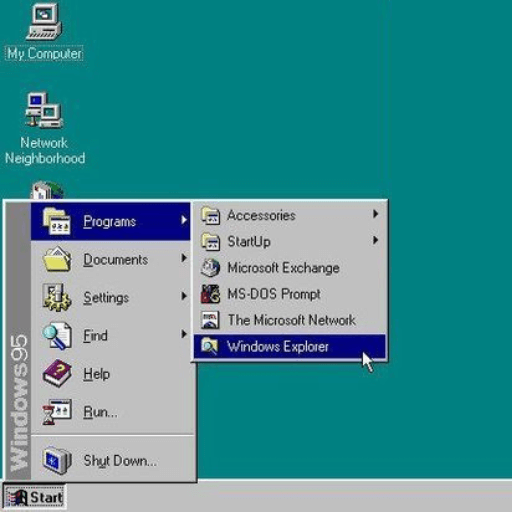 My Computer
Network
Neighborhood
Programs
Documents
Settings
Find
Help
Run...
Shut Down...
Windows95
Accessories
StartUp
Microsoft Exchange
MS-DOS Prompt
The Microsoft Network
Windows Explorer
Start